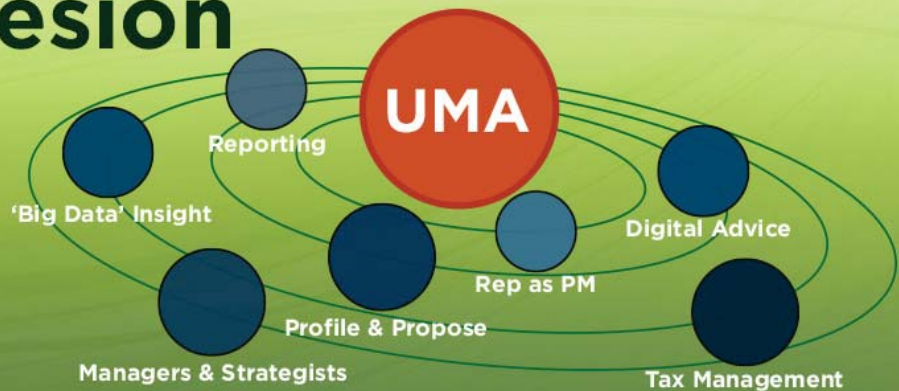 esion
UMA
Reporting
'Big Data' Insight
Digital Advice
Rep as PM
Profile & Propose
Managers & Strategists
Tax Management